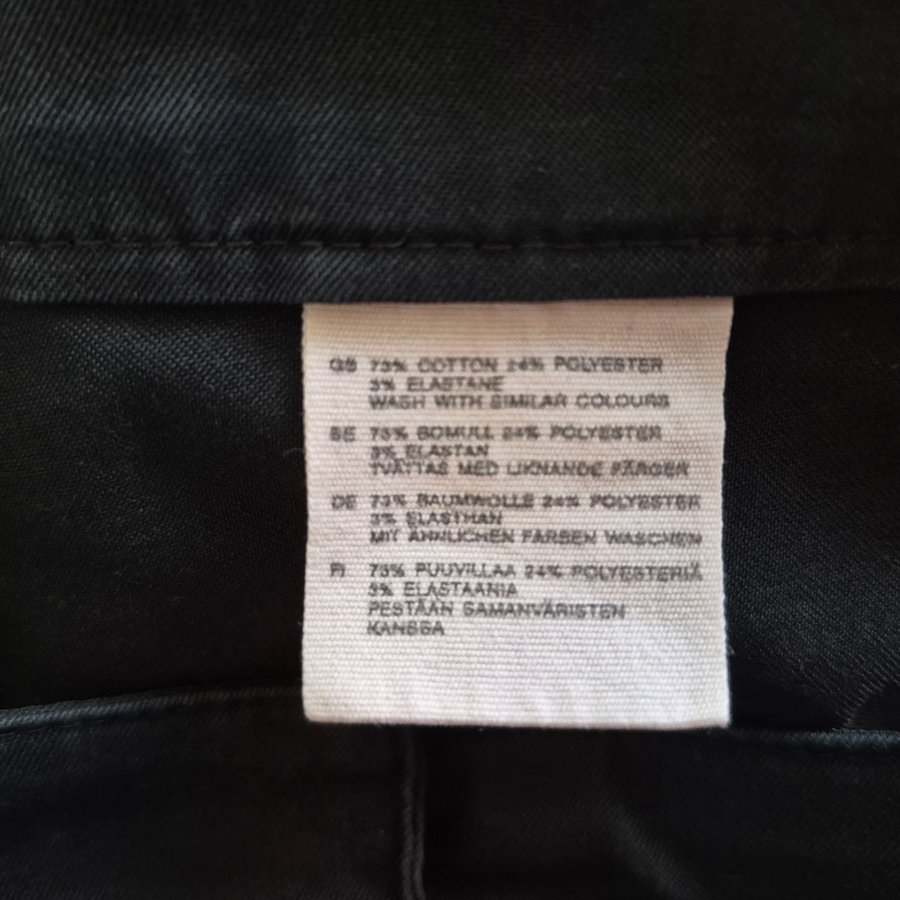 GB 73% COTTON 24% POLYESTER
3% ELASTANE
WASH WITH SIMILAR COLOURS
SE 73% BOMULL 24% POLYESTER
3% ELASTAN
TVÄTTAS MED LIKNANDE FÄRGER
DE 73% BAUMWOLLE 24% POLYESTER
3% ELASTHAN
MIT ÄHNLICHEN FARBEN WASCHEN
FI 73% PUUVILLAA 24% POLYESTERIÄ
3% ELASTAANIA
PESTÄÄN SAMANVÄRISTEN
KANSSA